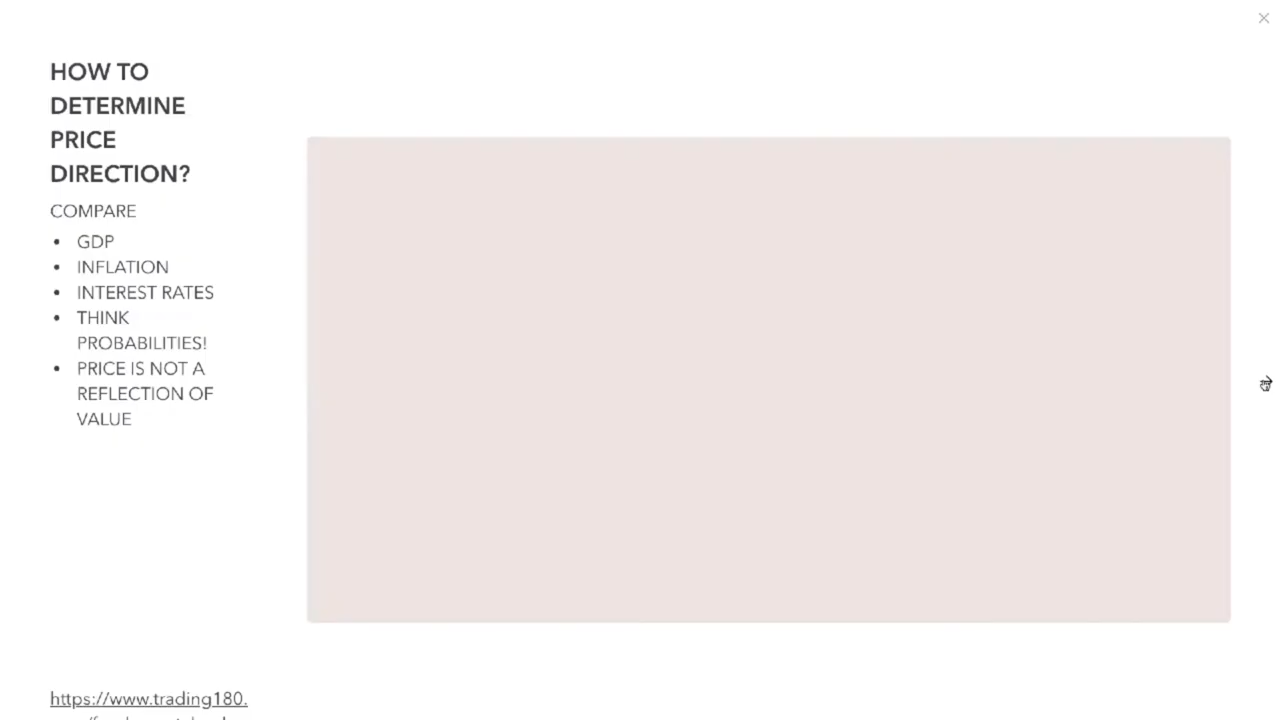 HOW TO
DETERMINE
PRICE
DIRECTION?
COMPARE
• GDP
• INFLATION
• INTEREST RATES
• THINK
PROBABILITIES!
• PRICE IS NOT A
REFLECTION OF
VALUE
https://www.trading180.